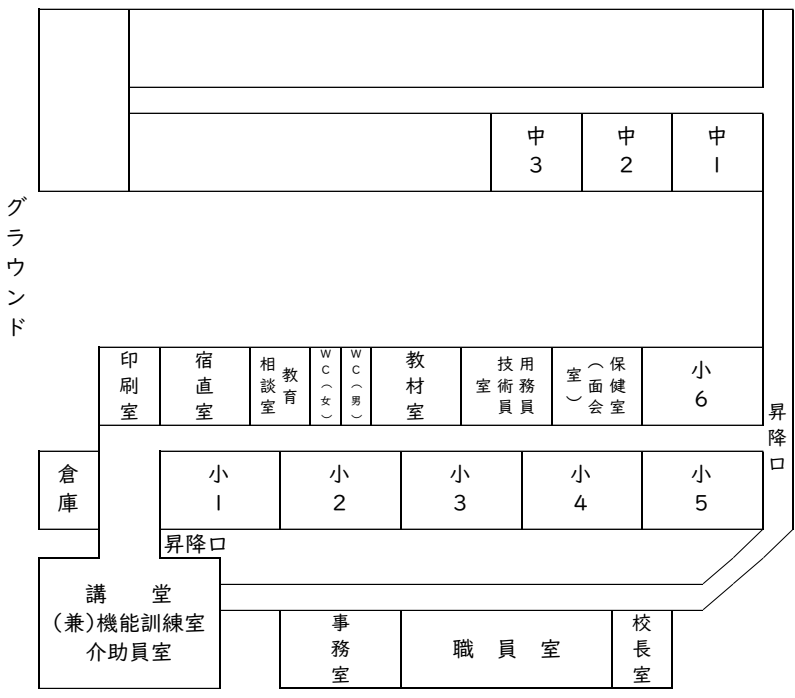 中3
中2
中1
グラウンド
印刷室
宿直室
教育
相談室
WC(女)
WC(男)
教材室
用務員
技術員
室
保健室
(面会
室)
小6
昇降口
倉庫
小1
小2
小3
小4
小5
昇降口
講 堂
(兼)機能訓練室
介助員室
事務室
職員室
校長室